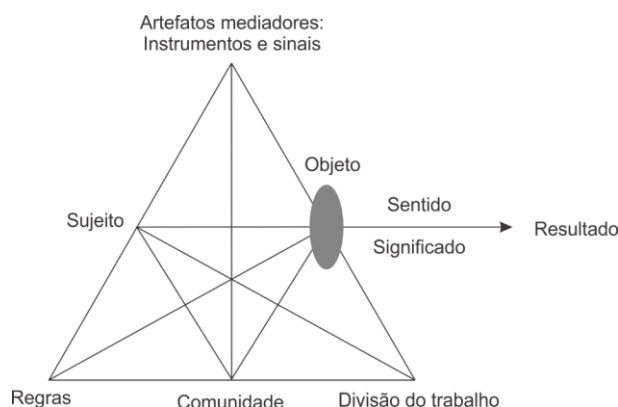 Artefatos mediadores:
Instrumentos e sinais
Objeto
Sujeito
Sentido
Significado
Resultado
Regras
Comunidade
Divisão do trabalho